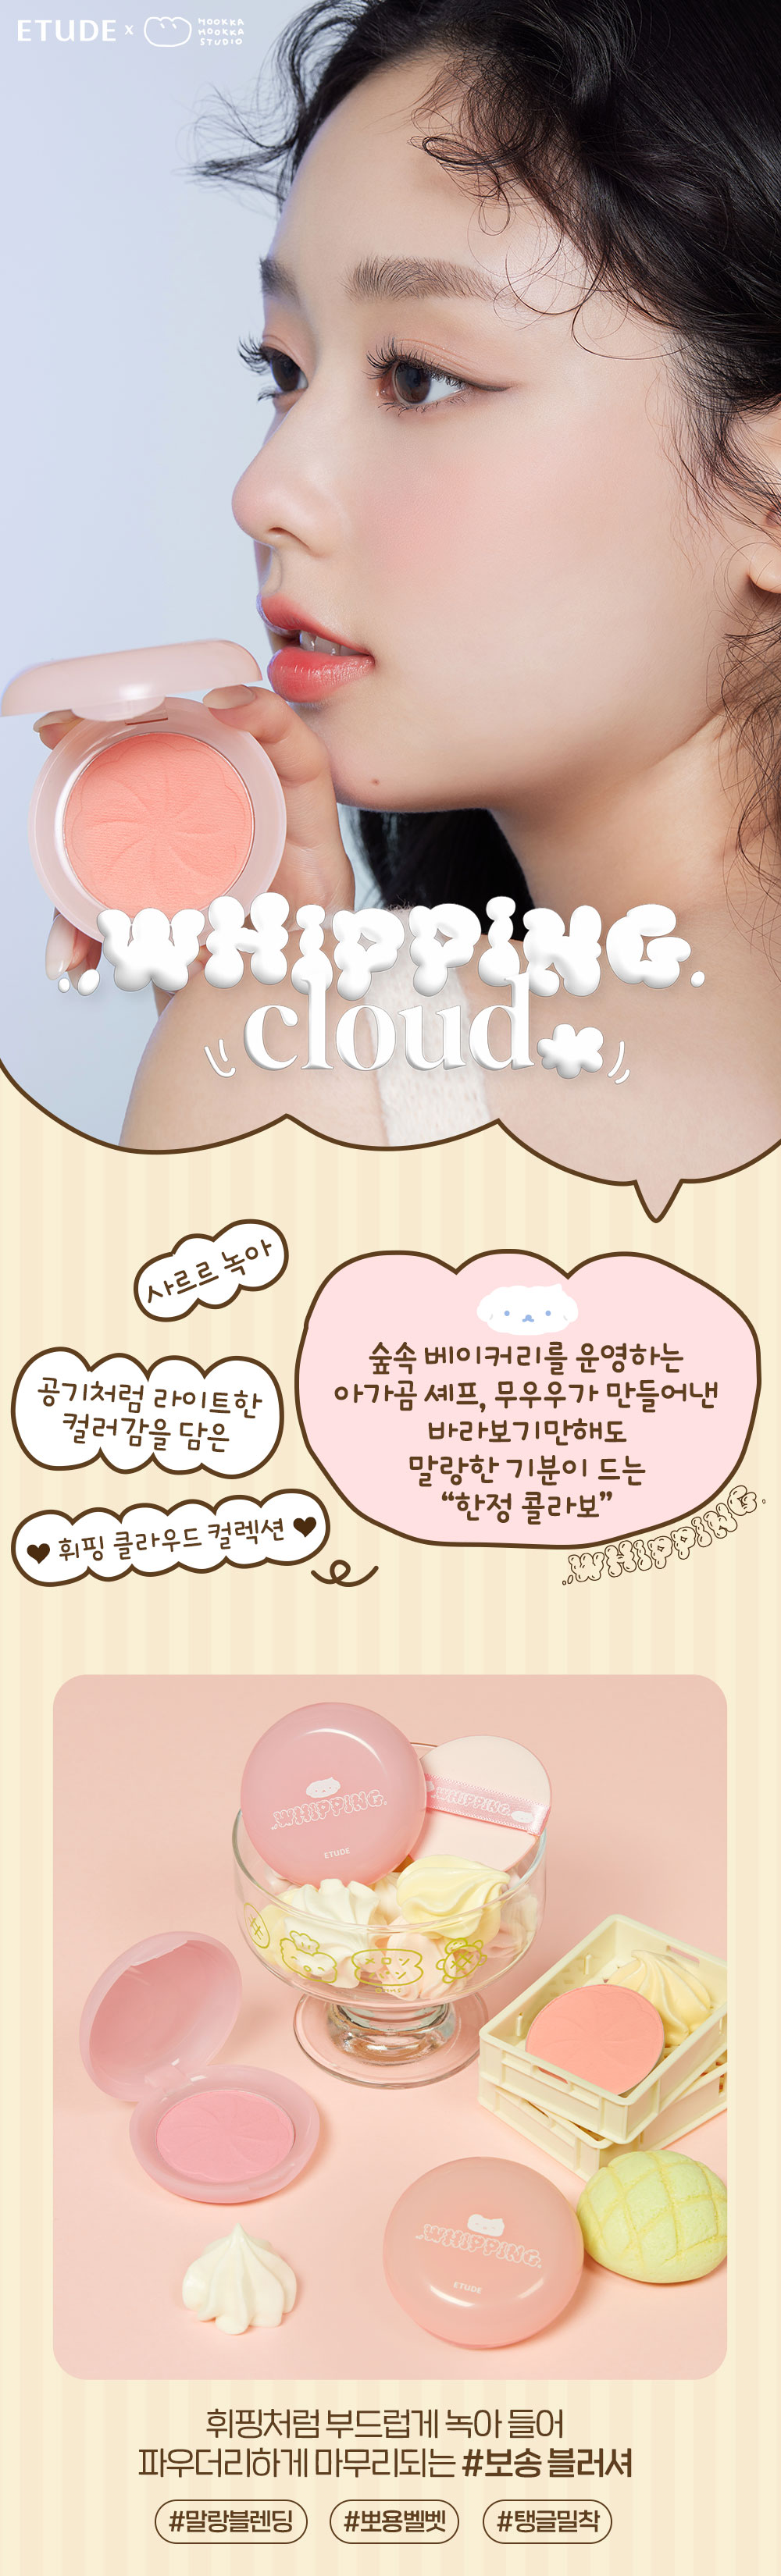 ETUDE x MOOKKA
MOOKKA
STUDIO
WHIPPING
cloud
사르르 녹아
공기처럼 라이트한
컬러감을 담은
♥ 휘핑 클라우드 컬렉션 ♥
숲속 베이커리를 운영하는
아가곰 셰프, 무우우가 만들어낸
바라보기만해도
말랑한 기분이 드는
“한정 콜라보”
WHIPPING
WHIPPING
ETUDE
WHIPPING
メロン
パン
WHIPPING
ETUDE
휘핑처럼 부드럽게 녹아 들어
파우더리하게 마무리되는 #보송 블러셔
#말랑블렌딩
#뽀용벨벳
#탱글밀착